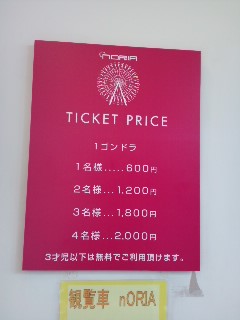 nORIA
TICKET PRICE
1ゴンドラ
1名様.....600円
2名様...1,200円
3名様...1,800円
4名様...2,000円
3才児以下は無料でご利用頂けます。
観覧車 nORIA